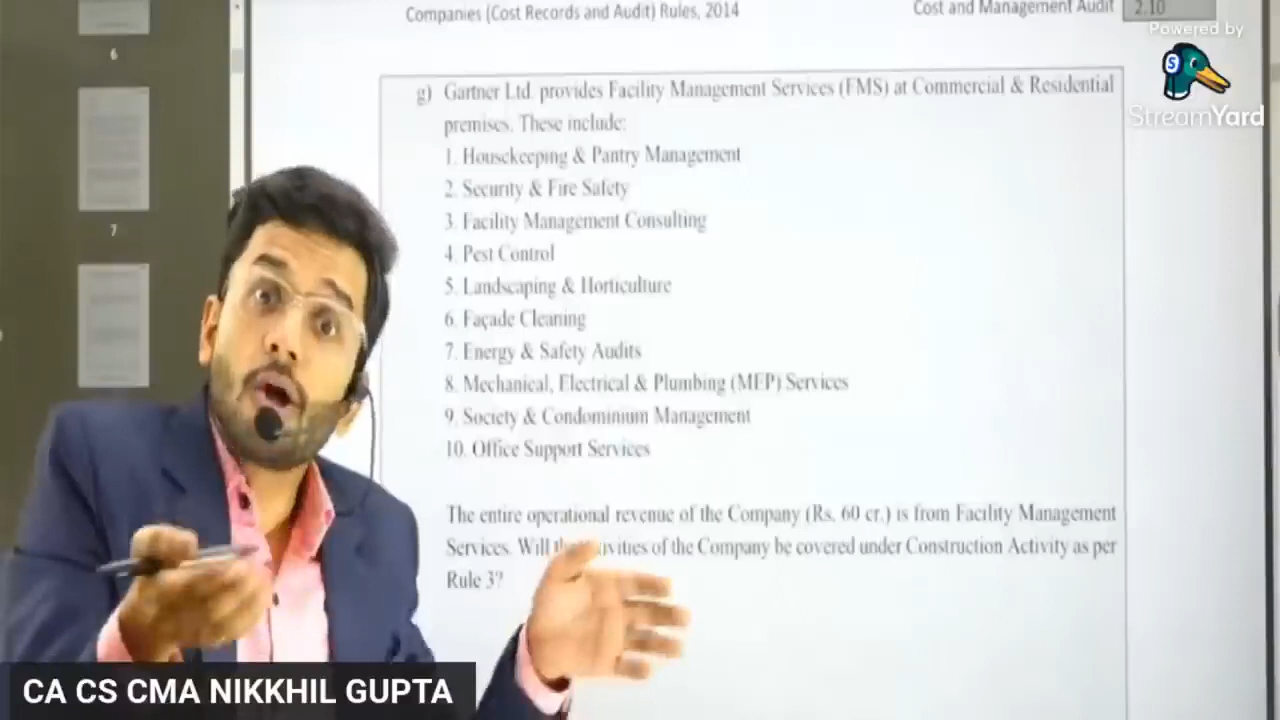 Companies (Cost Records and Audit) Rules, 2014
Cost and Management Audit
2.10
Powered by
S
StreamYard
6
7
g) Gartner Ltd. provides Facility Management Services (FMS) at Commercial & Residential
premises. These include:
1. Housekeeping & Pantry Management
2. Security & Fire Safety
3. Facility Management Consulting
4. Pest Control
5. Landscaping & Horticulture
6. Façade Cleaning
7. Energy & Safety Audits
8. Mechanical, Electrical & Plumbing (MEP) Services
9. Society & Condominium Management
10. Office Support Services
The entire operational revenue of the Company (Rs. 60 cr.) is from Facility Management
Services. Will of the Company be covered under Construction Activity as per
Rule 3?
CA CS CMA NIKKHIL GUPTA